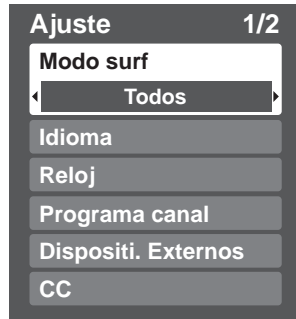 Ajuste 1/2
Modo surf
Todos
Idioma
Reloj
Programa canal
Dispositi. Externos
CC